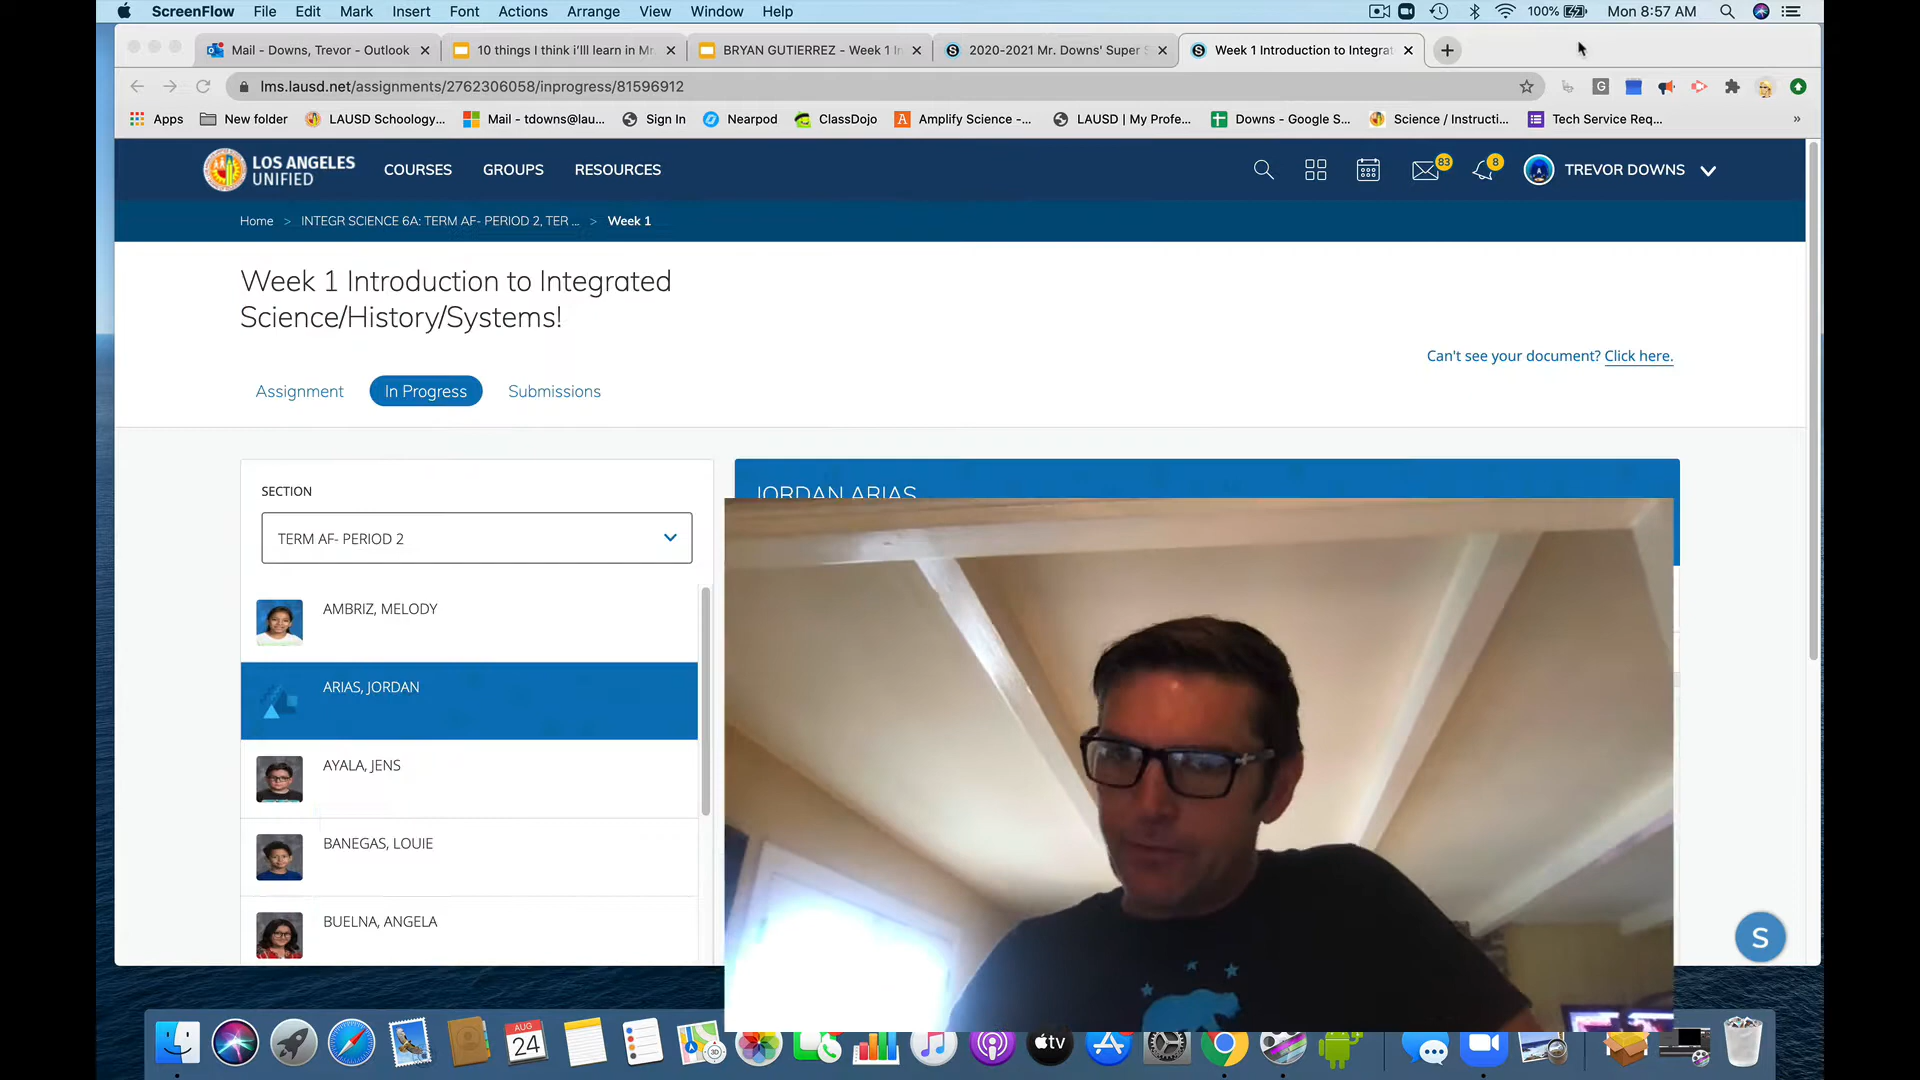 ScreenFlow File Edit Mark Insert Font Actions Arrange View Window Help 100% Mon 8:57 AM
Mail - Downs, Trevor - Outlook 10 things I think i'lll learn in Mr. BRYAN GUTIERREZ - Week 1 In 2020-2021 Mr. Downs' Super S Week 1 Introduction to Integrat
lms.lausd.net/assignments/2762306058/inprogress/81596912
Apps New folder LAUSD Schoology... Mail - tdowns@lau... Sign In Nearpod ClassDojo Amplify Science -... LAUSD | My Profe... Downs - Google S... Science / Instructi... Tech Service Req... »
LOS ANGELES
UNIFIED
COURSES GROUPS RESOURCES 83 8 TREVOR DOWNS
Home > INTEGR SCIENCE 6A: TERM AF- PERIOD 2, TER ... > Week 1
Week 1 Introduction to Integrated
Science/History/Systems!
Can't see your document? Click here.
Assignment In Progress Submissions
SECTION
JORDAN ARIAS
TERM AF- PERIOD 2
AMBRIZ, MELODY
ARIAS, JORDAN
AYALA, JENS
BANEGAS, LOUIE
BUELNA, ANGELA
S
AUG
24
3D
tv